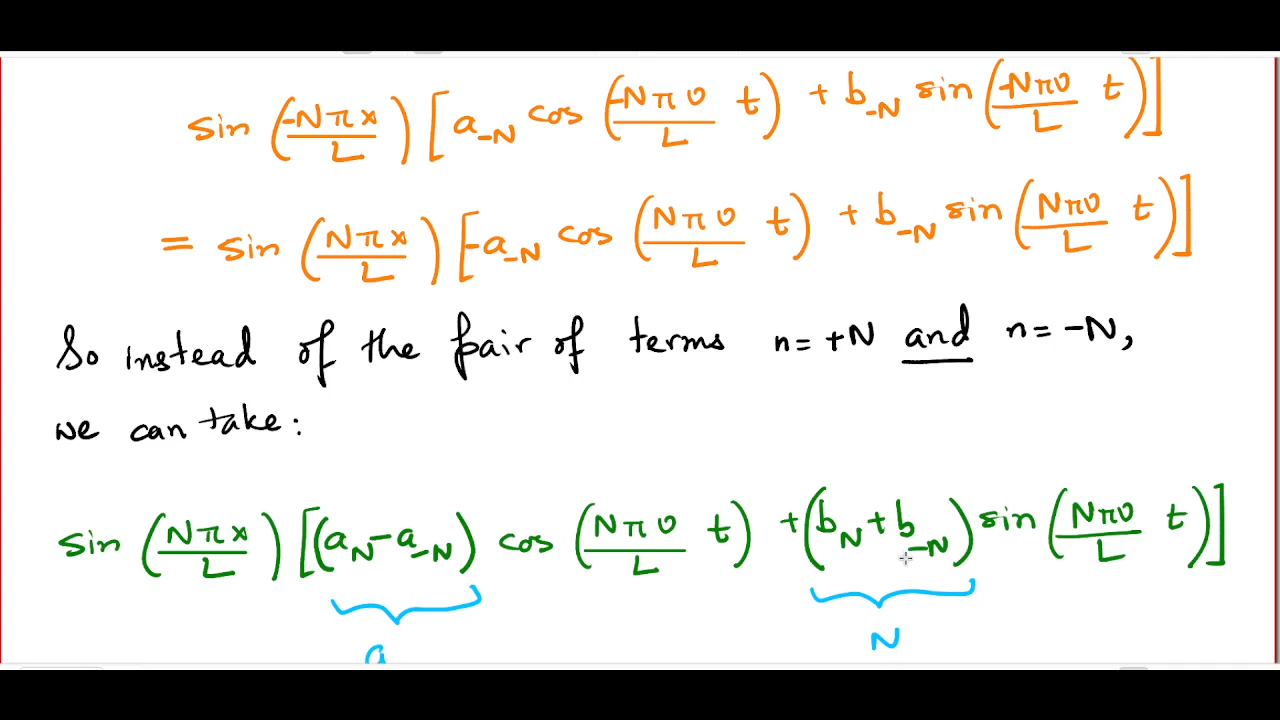 sin (-Nπx/L) [a_-N cos (-Nπv/L t) + b_-N sin (-Nπv/L t)]
= sin (Nπx/L) [-a_-N cos (Nπv/L t) + b_-N sin (Nπv/L t)]
So instead of the pair of terms n = +N and n = -N,
we can take:
sin (Nπx/L) [(a_N - a_-N) cos (Nπv/L t) + (b_N + b_-N) sin (Nπv/L t)]
a N